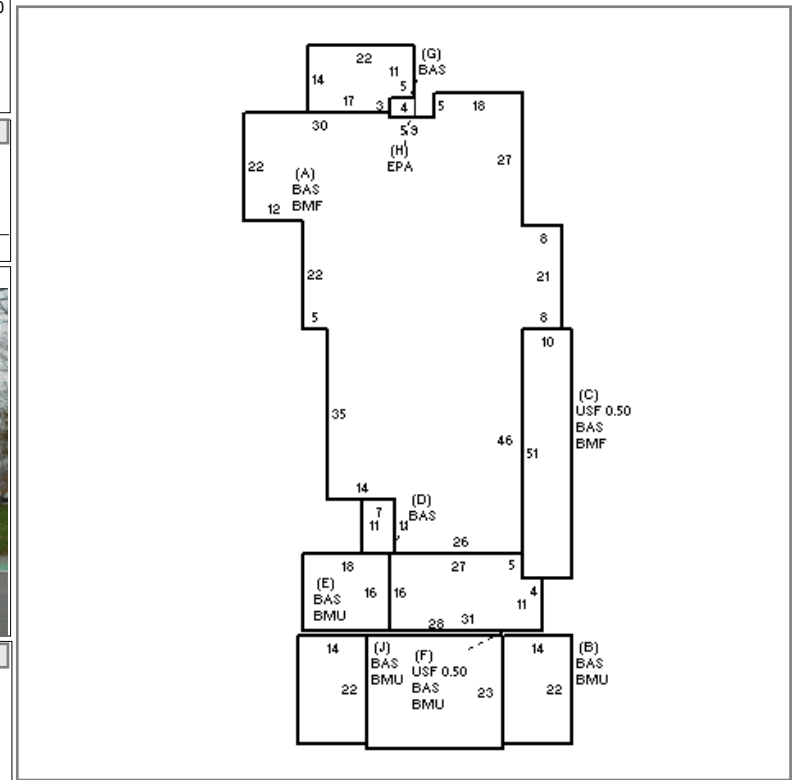 22
(G)
BAS
14
11
5
17
3
4
5
18
30
5
9
(H)
EPA
27
22
(A)
BAS
BMF
12
8
22
21
5
8
10
(C)
USF 0.50
BAS
BMF
35
46
51
14
(D)
BAS
7
11
11
26
18
27
5
(E)
BAS
BMU
16
16
4
11
28
31
14
(J)
BAS
BMU
(F)
USF 0.50
BAS
BMU
14
(B)
BAS
BMU
22
23
22